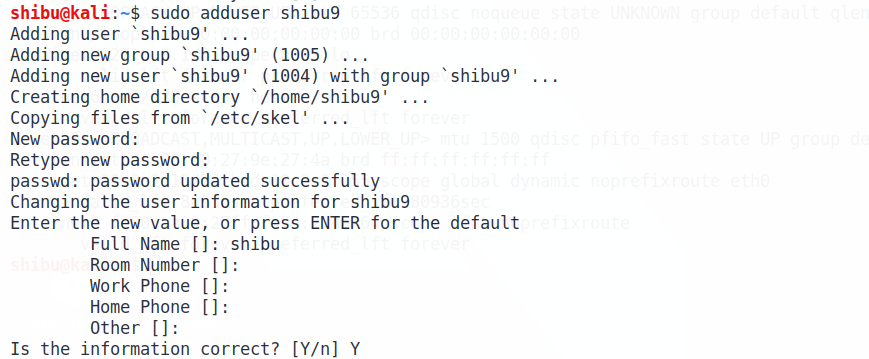 shibu@kali:~$ sudo adduser shibu9
Adding user `shibu9' ...
Adding new group `shibu9' (1005) ...
Adding new user `shibu9' (1004) with group `shibu9' ...
Creating home directory `/home/shibu9' ...
Copying files from `/etc/skel' ...
New password:
Retype new password:
passwd: password updated successfully
Changing the user information for shibu9
Enter the new value, or press ENTER for the default
Full Name []: shibu
Room Number []:
Work Phone []:
Home Phone []:
Other []:
Is the information correct? [Y/n] Y